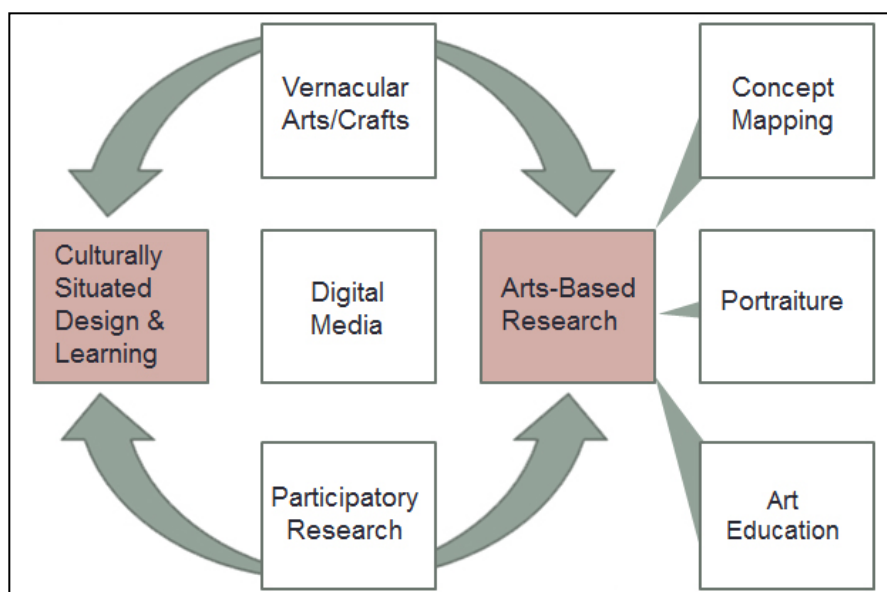 Vernacular
Arts/Crafts
Concept
Mapping
Culturally
Situated
Design &
Learning
Digital
Media
Arts-Based
Research
Portraiture
Participatory
Research
Art
Education